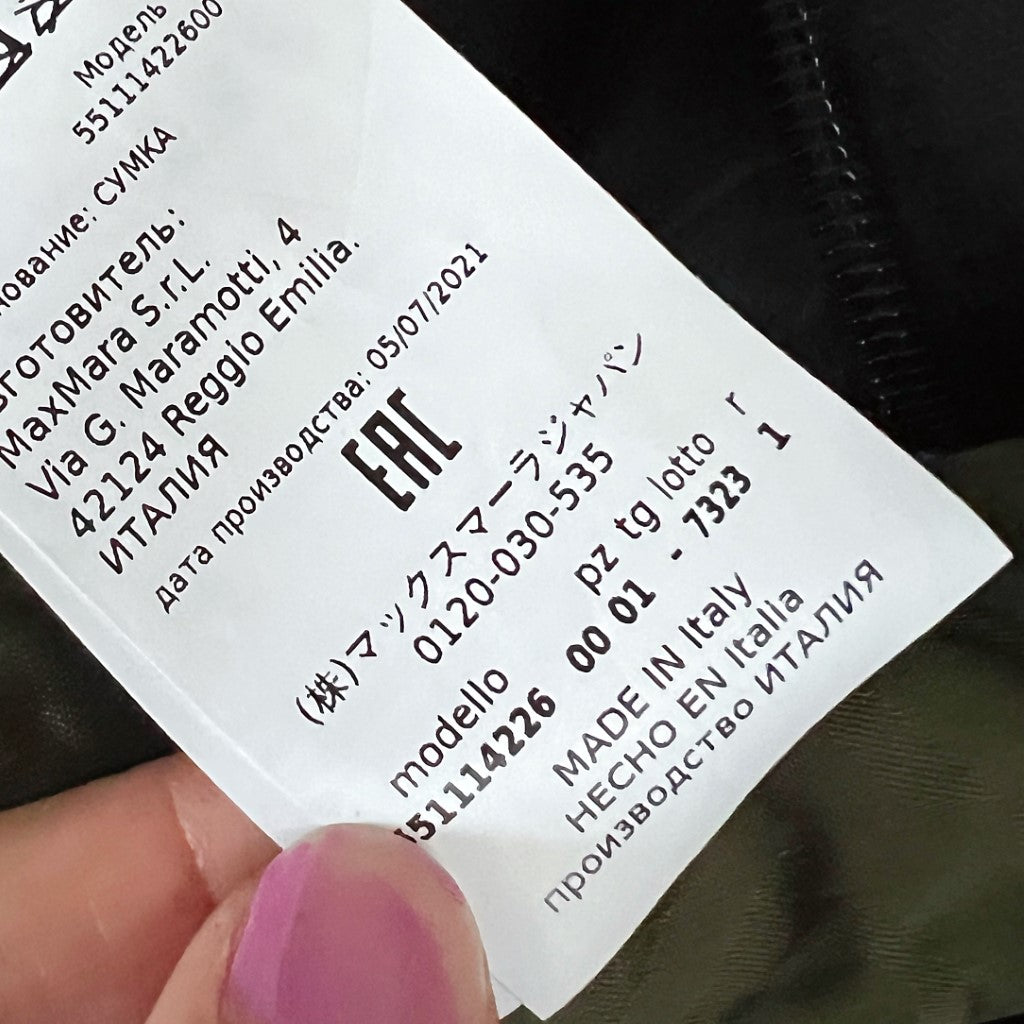 Модель
55111422600
СУМКА
MaxMara S.r.L.
Via G. Maramotti, 4
42124 Reggio Emilia.
ИТАЛИЯ
дата производства: 05/07/2021
EAC
(株)マックスマーラジャパン
0120-030-535
modello pz tg lotto r
551114226 00 01 - 7323 1
MADE IN Italy
HECHO EN Italia
производство ИТАЛИЯ